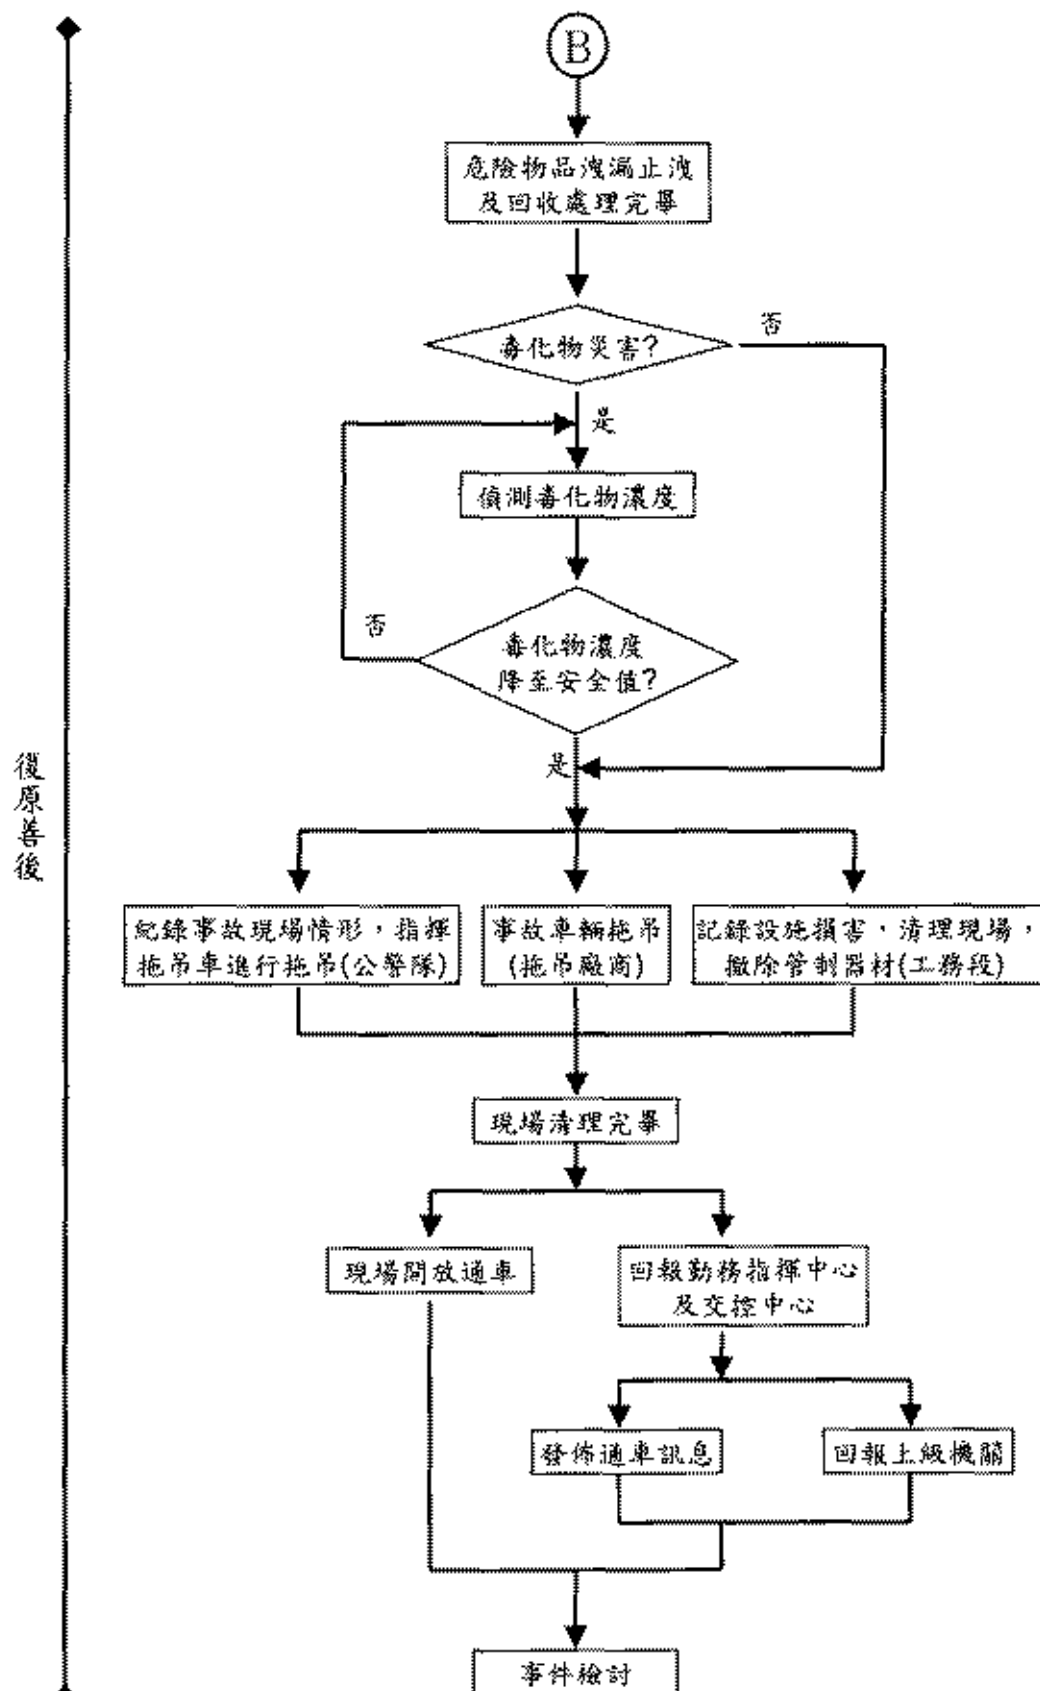 B
危險物品洩漏止洩
及回收處理完畢
毒化物災害?
否
是
偵測毒化物濃度
否
毒化物濃度
降至安全值?
是
復原善後
紀錄事故現場情形，指揮
拖吊車進行拖吊(公警隊)
事故車輛拖吊
(拖吊廠商)
記錄設施損害，清理現場，
撤除管制器材(工務段)
現場清理完畢
現場開放通車
回報勤務指揮中心
及交控中心
發佈通車訊息
回報上級機關
事件檢討